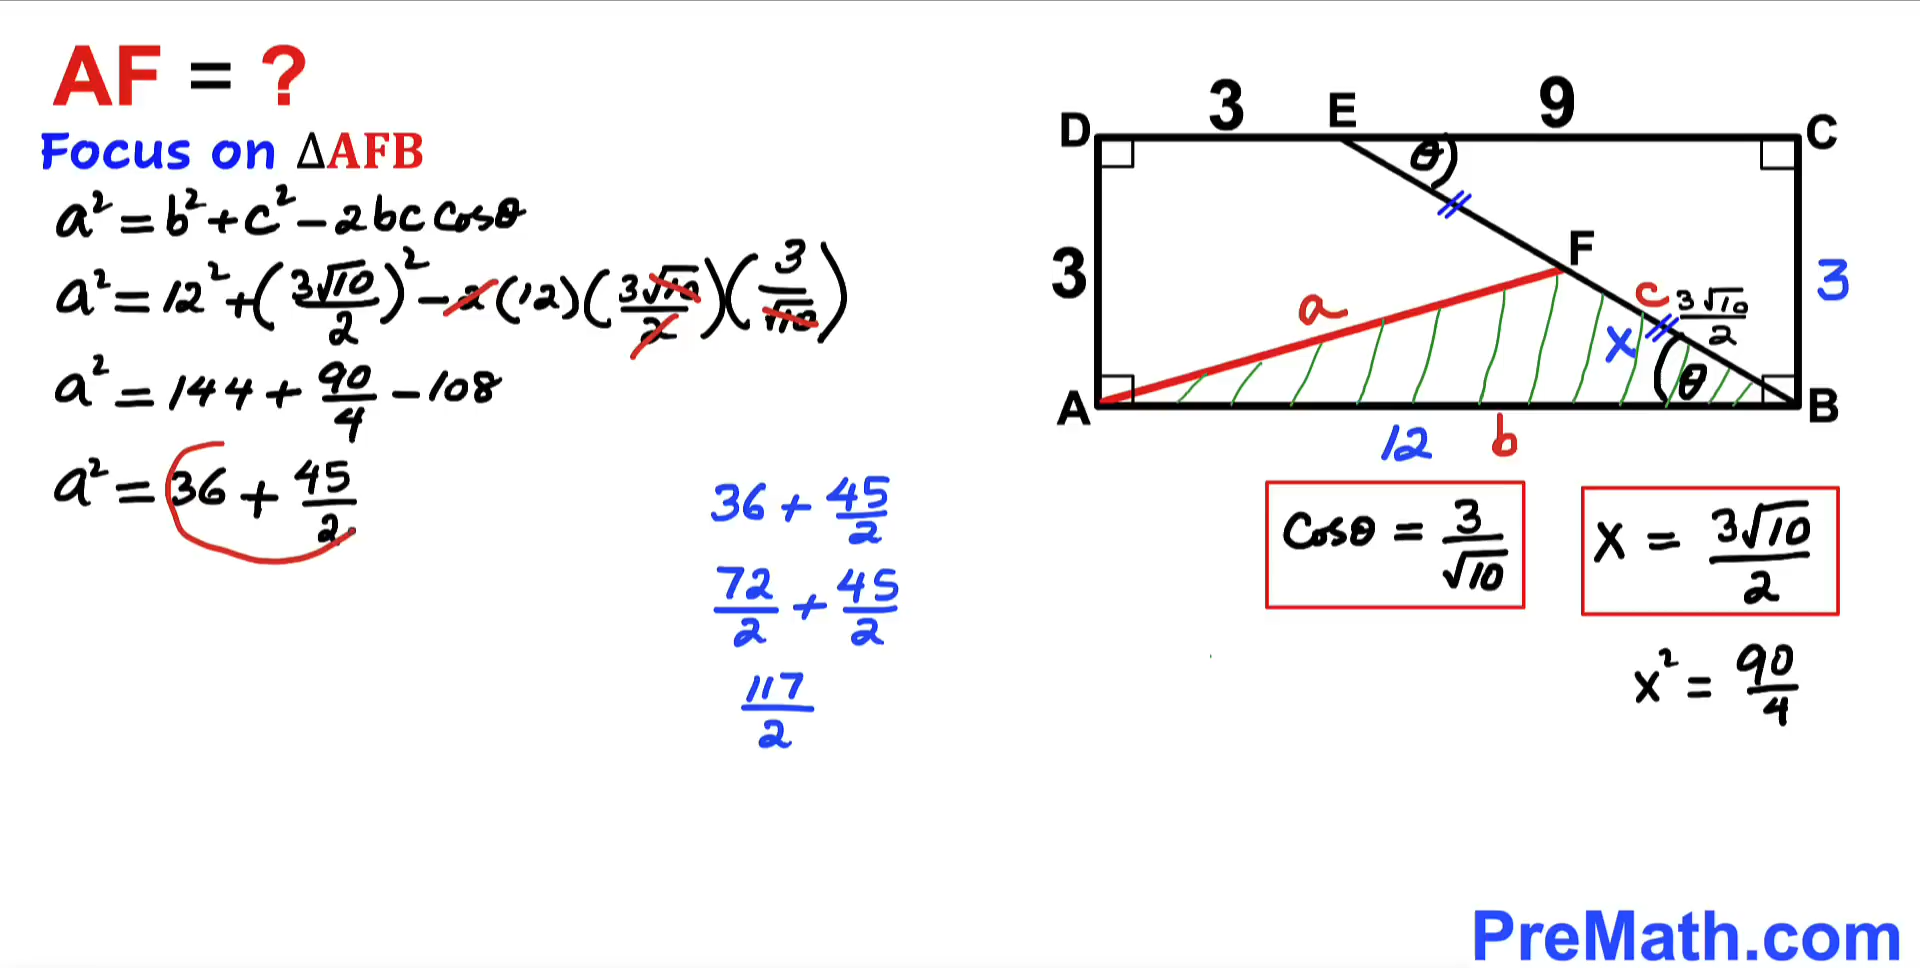 AF = ?
Focus on ΔAFB
a² = b² + c² - 2bc Cosθ
a² = 12² + (3√10/2)² - 2(12)(3√10/2)(3/√10)
a² = 144 + 90/4 - 108
a² = 36 + 45/2
36 + 45/2
72/2 + 45/2
117/2
3 9
D E C
θ
F
3 a c 3√10/2 3
x
θ
A B
12 b
Cosθ = 3/√10
x = 3√10/2
x² = 90/4
PreMath.com